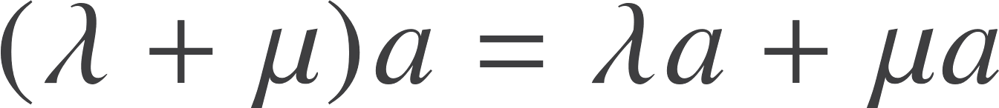 (λ + μ)a = λa + μa